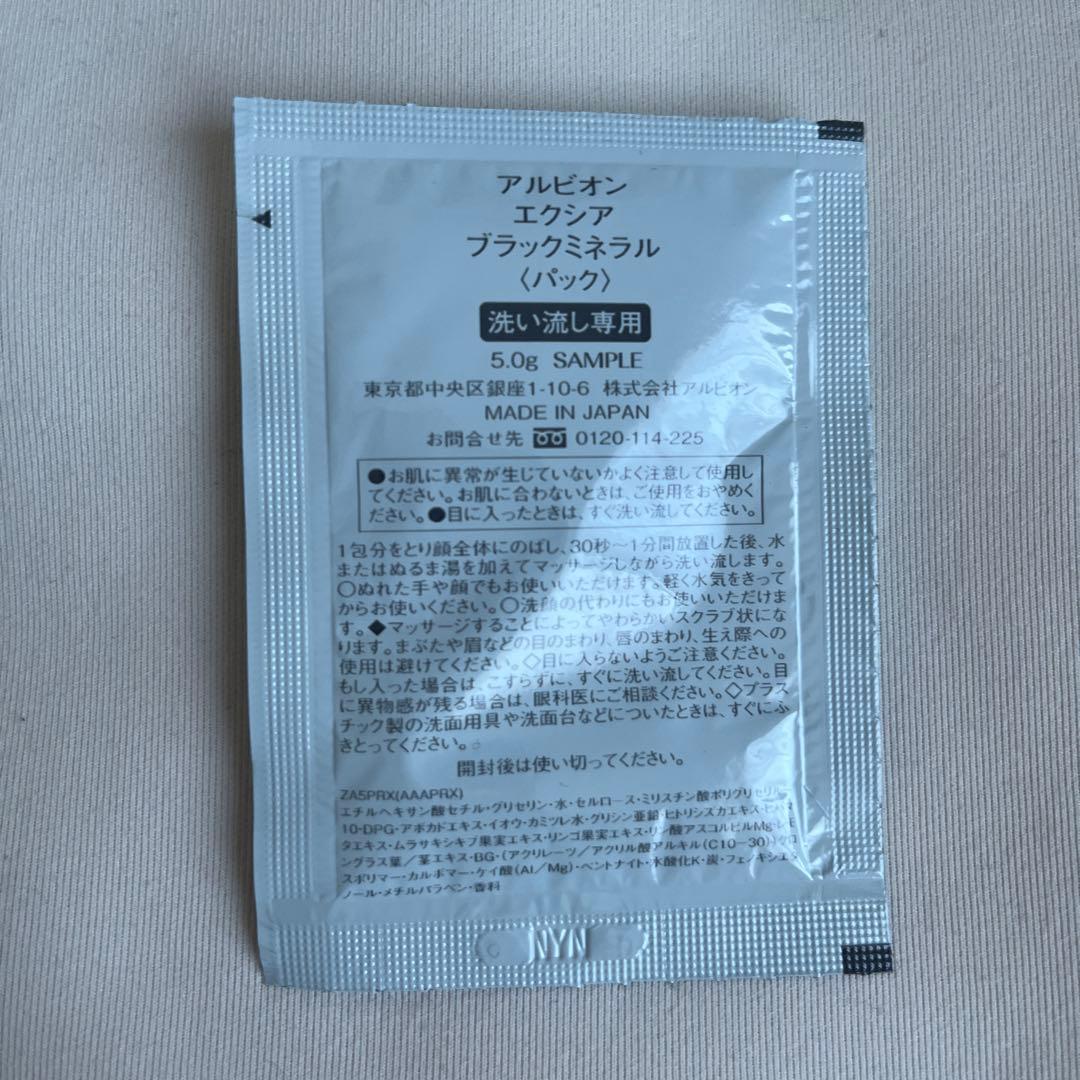 アルビオン
エクシア
ブラックミネラル
〈パック〉
洗い流し専用
5.0g SAMPLE
東京都中央区銀座1-10-6 株式会社アルビオン
MADE IN JAPAN
お問合せ先 0120-114-225
●お肌に異常が生じていないかよく注意して使用し
てください。お肌に合わないときは、ご使用をおやめく
ださい。●目に入ったときは、すぐ洗い流してください。
1包分をとり顔全体にのばし、30秒〜1分間放置した後、水
またはぬるま湯を加えてマッサージしながら洗い流します。
○ぬれた手や顔でもお使いいただけます。軽く水気をきって
からお使いください。○洗顔の代わりにもお使いいただけま
す。◆マッサージすることによってやわらかいスクラブ状にな
ります。まぶたや眉などの目のまわり、唇のまわり、生え際への
使用は避けてください。◇目に入らないようご注意ください。
もし入った場合は、こすらずに、すぐに洗い流してください。目
に異物感が残る場合は、眼科医にご相談ください。◇プラス
チック製の洗面用具や洗面台などについたときは、すぐにふ
きとってください。
開封後は使い切ってください。
ZA5PRX(AAAPRX)
エチルヘキサン酸セチル・グリセリン・水・セルロース・ミリスチン酸ポリグリセリル
10・DPG・アボカドエキス・イオウ・カミツレ水・グリシン亜鉛・ヒトリシズカエキス・
タエキス・ムラサキシキブ果実エキス・リンゴ果実エキス・リン酸アスコルビルMg・
ングラス葉／茎エキス・BG・(アクリレーツ／アクリル酸アルキル(C10-30))クロ
スポリマー・カルボマー・ケイ酸(Al／Mg)・ベントナイト・水酸化K・炭・フェノキシエタ
ノール・メチルパラベン・香料
NYN